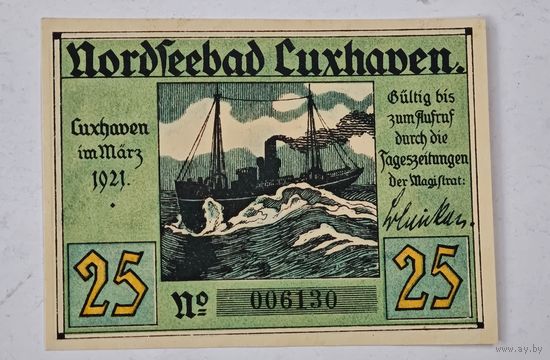 Nordseebad Cuxhaven.
Cuxhaven
im März
1921.
Gültig bis
zum Aufruf
durch die
Tageszeitungen
Der Magistrat:
25
No 006130
25
www.ay.by